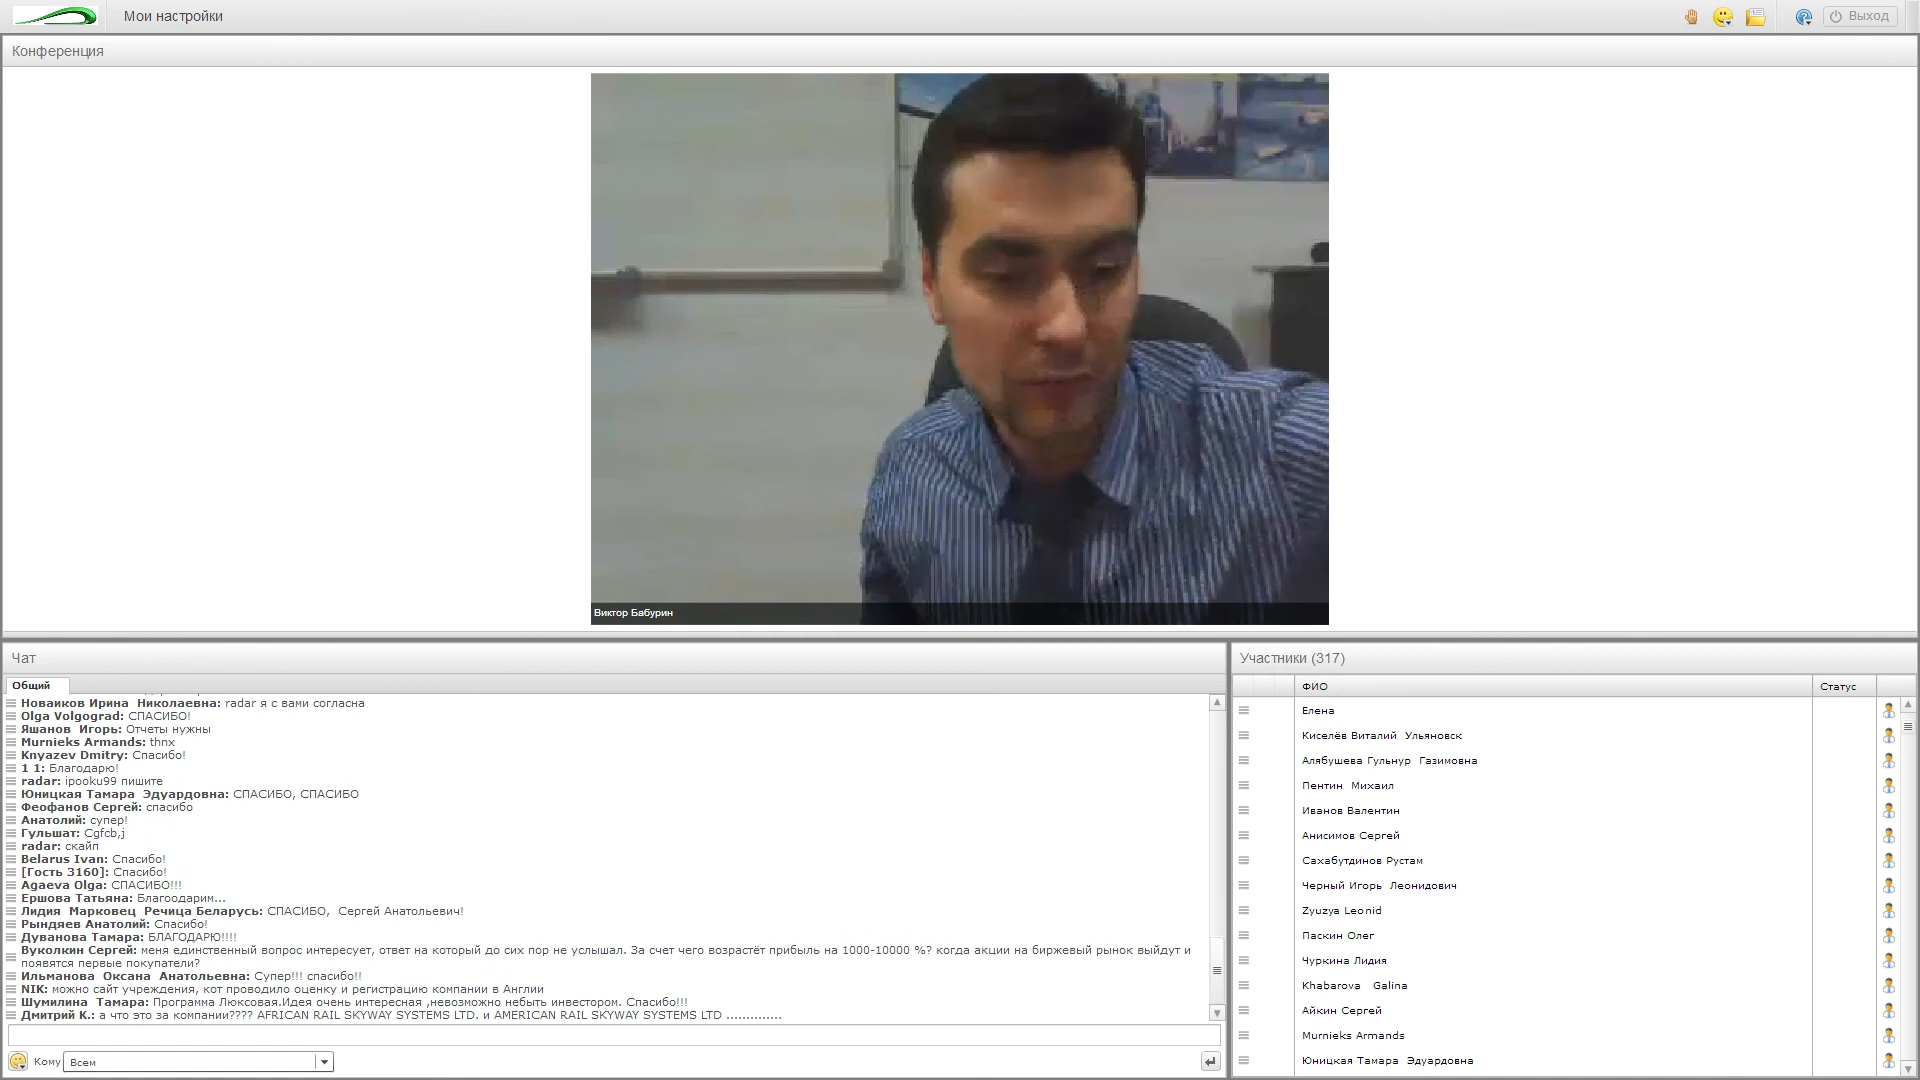 Мои настройки
Выход
Конференция
Виктор Бабурин
Чат
Общий
Новаиков Ирина Николаевна: radar я с вами согласна
Olga Volgograd: СПАСИБО!
Яшанов Игорь: Отчеты нужны
Murnieks Armands: thnx
Knyazev Dmitry: Спасибо!
1 1: Благодарю!
radar: ipooku99 пишите
Юницкая Тамара Эдуардовна: СПАСИБО, СПАСИБО
Феофанов Сергей: спасибо
Анатолий: супер!
Гульшат: Cgfcb,j
radar: скайп
Belarus Ivan: Спасибо!
[Гость 3160]: Спасибо!
Agaeva Olga: СПАСИБО!!!
Ершова Татьяна: Благоодарим...
Лидия Марковец Речица Беларусь: СПАСИБО, Сергей Анатольевич!
Рындяев Анатолий: Спасибо!
Дуванова Тамара: БЛАГОДАРЮ!!!!
Вуколкин Сергей: меня единственный вопрос интересует, ответ на который до сих пор не услышал. За счет чего возрастёт прибыль на 1000-10000 %? когда акции на биржевый рынок выйдут и
появятся первые покупатели?
Ильманова Оксана Анатольевна: Супер!!! спасибо!!
NIK: можно сайт учреждения, кот проводило оценку и регистрацию компании в Англии
Шумилина Тамара: Программа Люксовая.Идея очень интересная ,невозможно небыть инвестором. Спасибо!!!
Дмитрий К.: а что это за компании???? AFRICAN RAIL SKYWAY SYSTEMS LTD. и AMERICAN RAIL SKYWAY SYSTEMS LTD ..............
Кому Всем
Участники (317)
ФИО Статус
Елена
Киселёв Виталий Ульяновск
Алябушева Гульнур Газимовна
Пентин Михаил
Иванов Валентин
Анисимов Сергей
Сахабутдинов Рустам
Черный Игорь Леонидович
Zyuzya Leonid
Паскин Олег
Чуркина Лидия
Khabarova Galina
Айкин Сергей
Murnieks Armands
Юницкая Тамара Эдуардовна